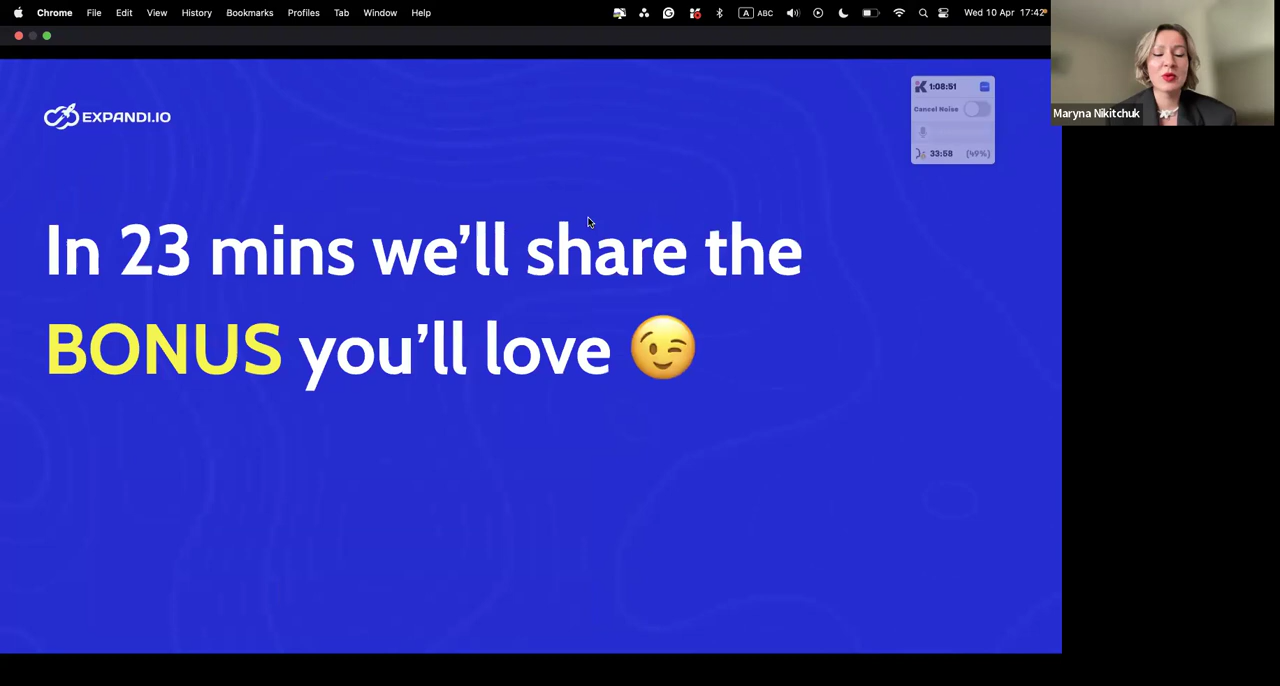 Chrome File Edit View History Bookmarks Profiles Tab Window Help A ABC Wed 10 Apr 17:42
EXPANDI.IO
K 1:08:51
Cancel Noise
33:58 (49%)
Maryna Nikitchuk
In 23 mins we'll share the
BONUS you'll love 😉